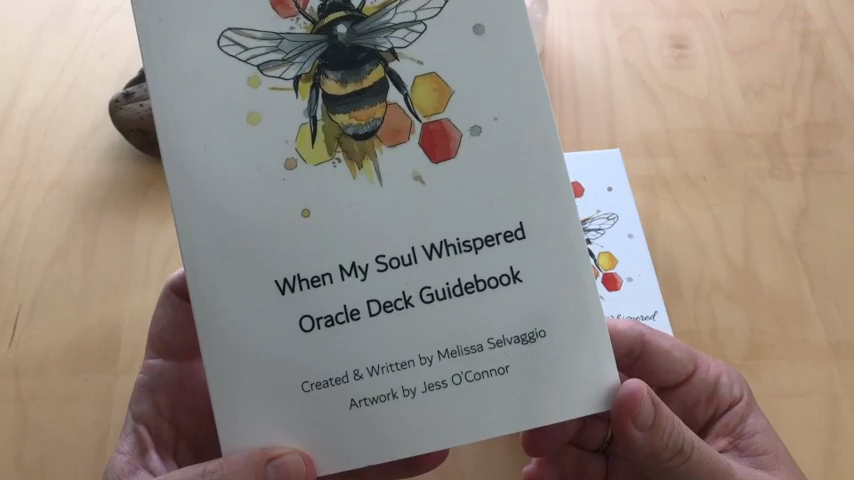 When My Soul Whispered
Oracle Deck Guidebook
Created & Written by Melissa Selvaggio
Artwork by Jess O'Connor